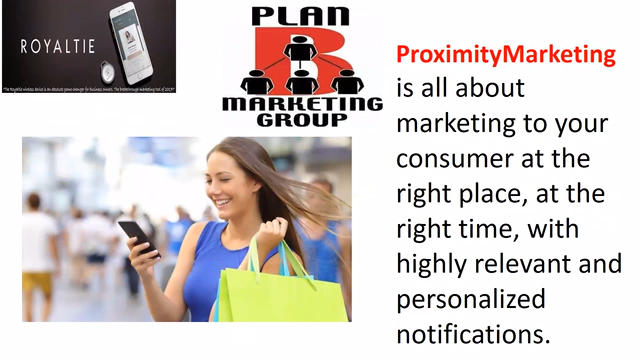 ROYALTIE
PLAN
R
MARKETING
GROUP
ProximityMarketing
is all about
marketing to your
consumer at the
right place, at the
right time, with
highly relevant and
personalized
notifications.